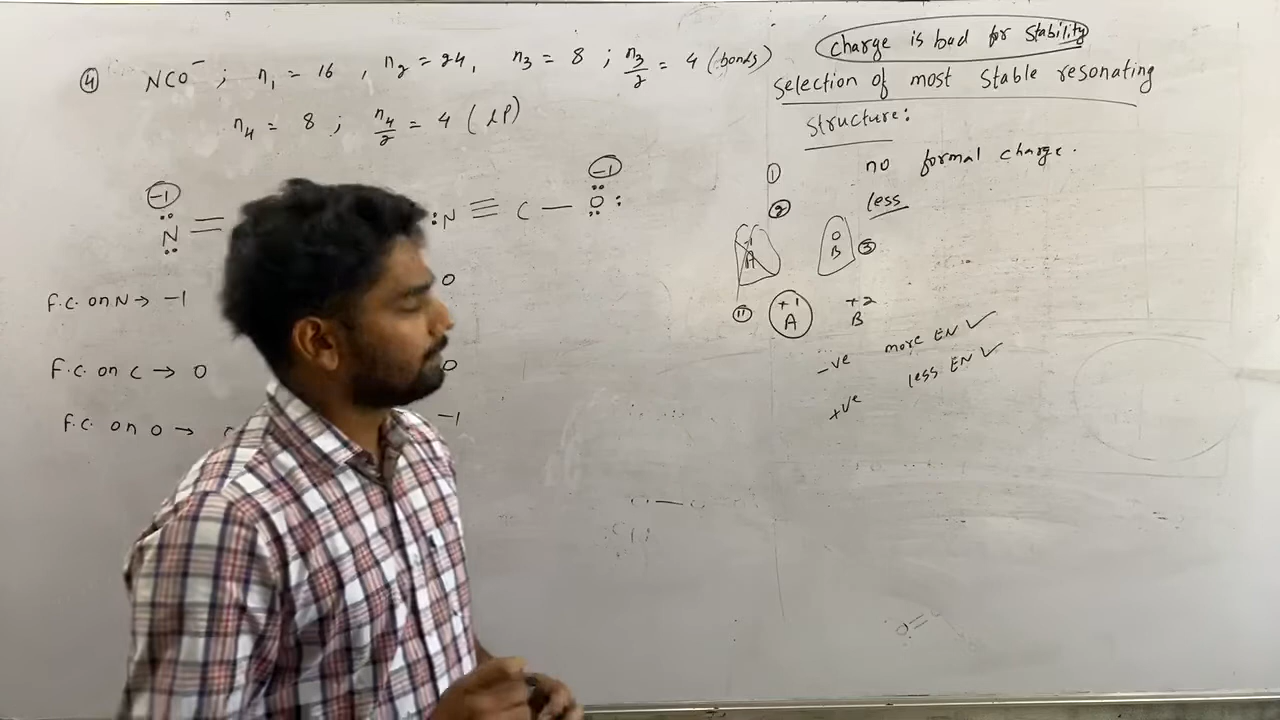 ④ NCO⁻ ; n₁ = 16 , n₂ = 24, n₃ = 8 ; n₃/2 = 4 (bonds)
n₄ = 8 ; n₄/2 = 4 (LP)
-1
:N̤ =
:N ≡ C — Ö:
-1
f.C. on N → -1
0
f.C. on C → 0
0
f.C. on O →
-1
Charge is bad for stability
selection of most stable resonating
structure:
① no formal charge.
② less
-1 A
0 B ③
⑪ +1 A
+2 B
-ve more EN ✓
+ve less EN ✓